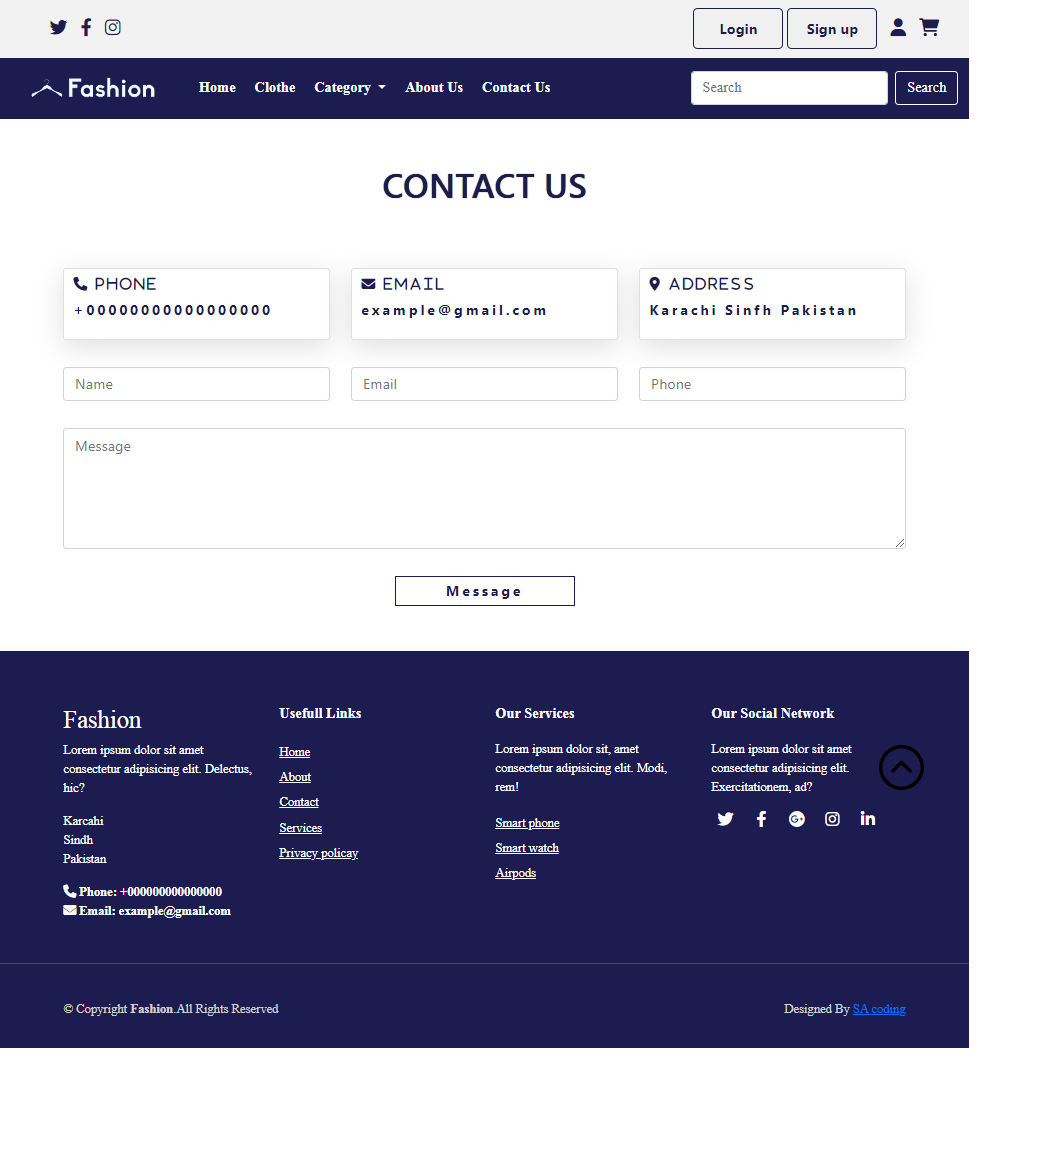 Login Sign up
Fashion Home Clothe Category About Us Contact Us Search Search
CONTACT US
PHONE
+00000000000000000
EMAIL
example@gmail.com
ADDRESS
Karachi Sinfh Pakistan
Name Email Phone
Message
Message
Fashion
Lorem ipsum dolor sit amet
consectetur adipisicing elit. Delectus,
hic?
Karcahi
Sindh
Pakistan
Phone: +000000000000000
Email: example@gmail.com
Usefull Links
Home
About
Contact
Services
Privacy policay
Our Services
Lorem ipsum dolor sit, amet
consectetur adipisicing elit. Modi,
rem!
Smart phone
Smart watch
Airpods
Our Social Network
Lorem ipsum dolor sit amet
consectetur adipisicing elit.
Exercitationem, ad?
© Copyright Fashion.All Rights Reserved
Designed By SA coding